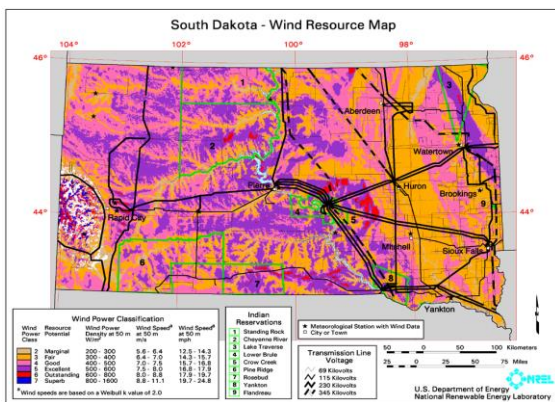 South Dakota - Wind Resource Map
104°
102°
100°
98°
46°
46°
1
3
Aberdeen
2
Watertown
Pierre
Huron
Brookings
9
44°
Rapid City
4
5
44°
Mitchell
Sioux Falls
6
7
8
Yankton
Wind Power Classification
Wind Power Class
Resource Potential
Wind Power Density at 50 m W/m²
Wind Speedª at 50 m m/s
Wind Speedª at 50 m mph
2 Marginal 200 - 300 5.6 - 6.4 12.5 - 14.3
3 Fair 300 - 400 6.4 - 7.0 14.3 - 15.7
4 Good 400 - 500 7.0 - 7.5 15.7 - 16.8
5 Excellent 500 - 600 7.5 - 8.0 16.8 - 17.9
6 Outstanding 600 - 800 8.0 - 8.8 17.9 - 19.7
7 Superb 800 - 1600 8.8 - 11.1 19.7 - 24.8
ª Wind speeds are based on a Weibull k value of 2.0
Indian
Reservations
1 Standing Rock
2 Cheyenne River
3 Lake Traverse
4 Lower Brule
5 Crow Creek
6 Pine Ridge
7 Rosebud
8 Yankton
9 Flandreau
★ Meteorological Station with Wind Data
City or Town
Transmission Line
Voltage
69 Kilovolts
115 Kilovolts
230 Kilovolts
345 Kilovolts
50 0 50 100 Kilometers
25 0 25 50 75 Miles
U.S. Department of Energy
National Renewable Energy Laboratory
NREL